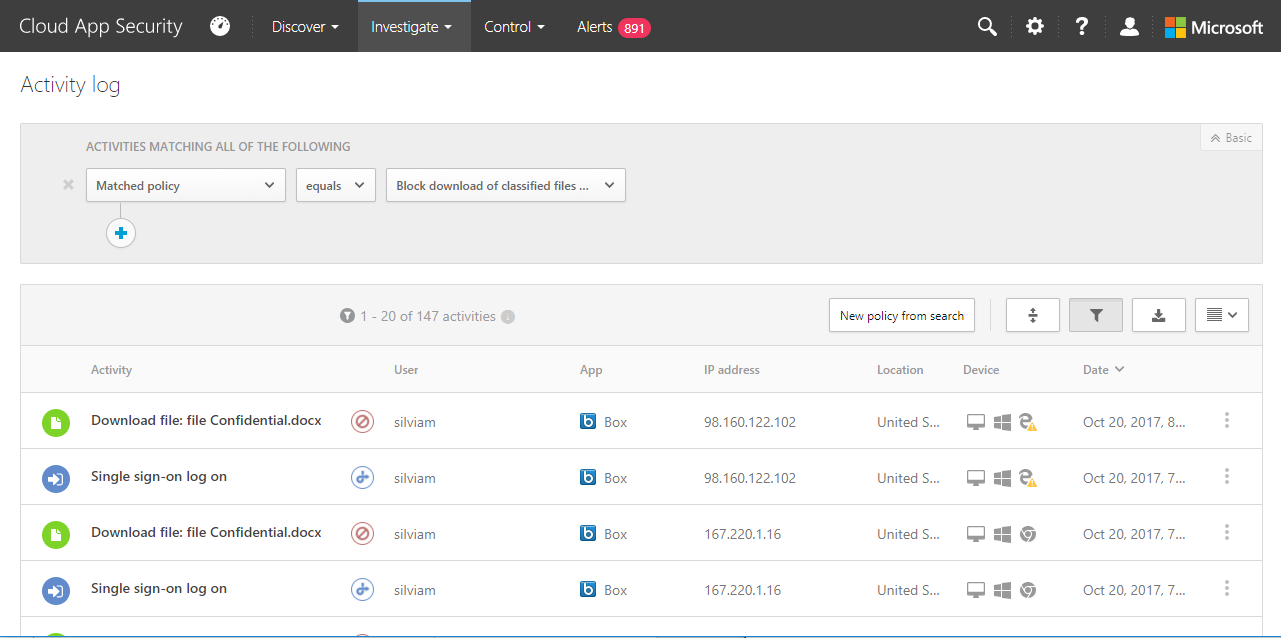 Cloud App Security Discover Investigate Control Alerts 891 ? Microsoft
Activity log
Basic
ACTIVITIES MATCHING ALL OF THE FOLLOWING
Matched policy equals Block download of classified files ...
1 - 20 of 147 activities New policy from search
Activity User App IP address Location Device Date
Download file: file Confidential.docx silviam b Box 98.160.122.102 United S... Oct 20, 2017, 8...
Single sign-on log on silviam b Box 98.160.122.102 United S... Oct 20, 2017, 7...
Download file: file Confidential.docx silviam b Box 167.220.1.16 United S... Oct 20, 2017, 7...
Single sign-on log on silviam b Box 167.220.1.16 United S... Oct 20, 2017, 7...